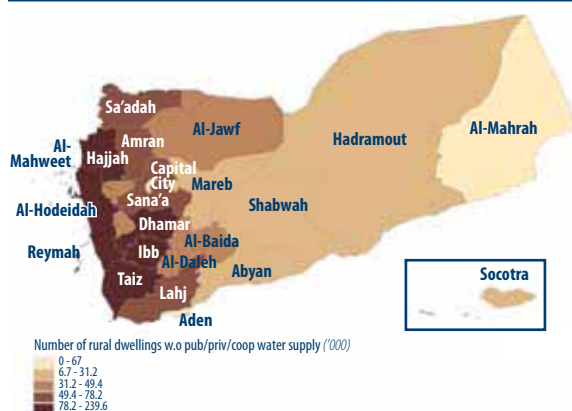 Sa'adah
Al-Jawf
Amran
Al-
Mahweet
Hajjah
Hadramout
Al-Mahrah
Capital
City
Mareb
Sana'a
Shabwah
Al-Hodeidah
Dhamar
Reymah
Ibb
Al-Baida
Al-Daleh
Abyan
Taiz
Lahj
Aden
Socotra
Number of rural dwellings w.o pub/priv/coop water supply ('000)
0 - 67
6.7 - 31.2
31.2 - 49.4
49.4 - 78.2
78.2 - 239.6